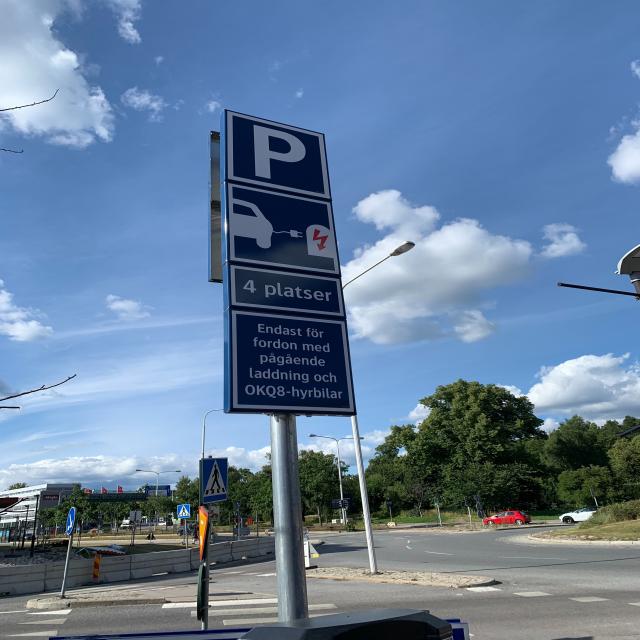 P
4 platser
Endast för
fordon med
pågående
laddning och
OKQ8-hyrbilar